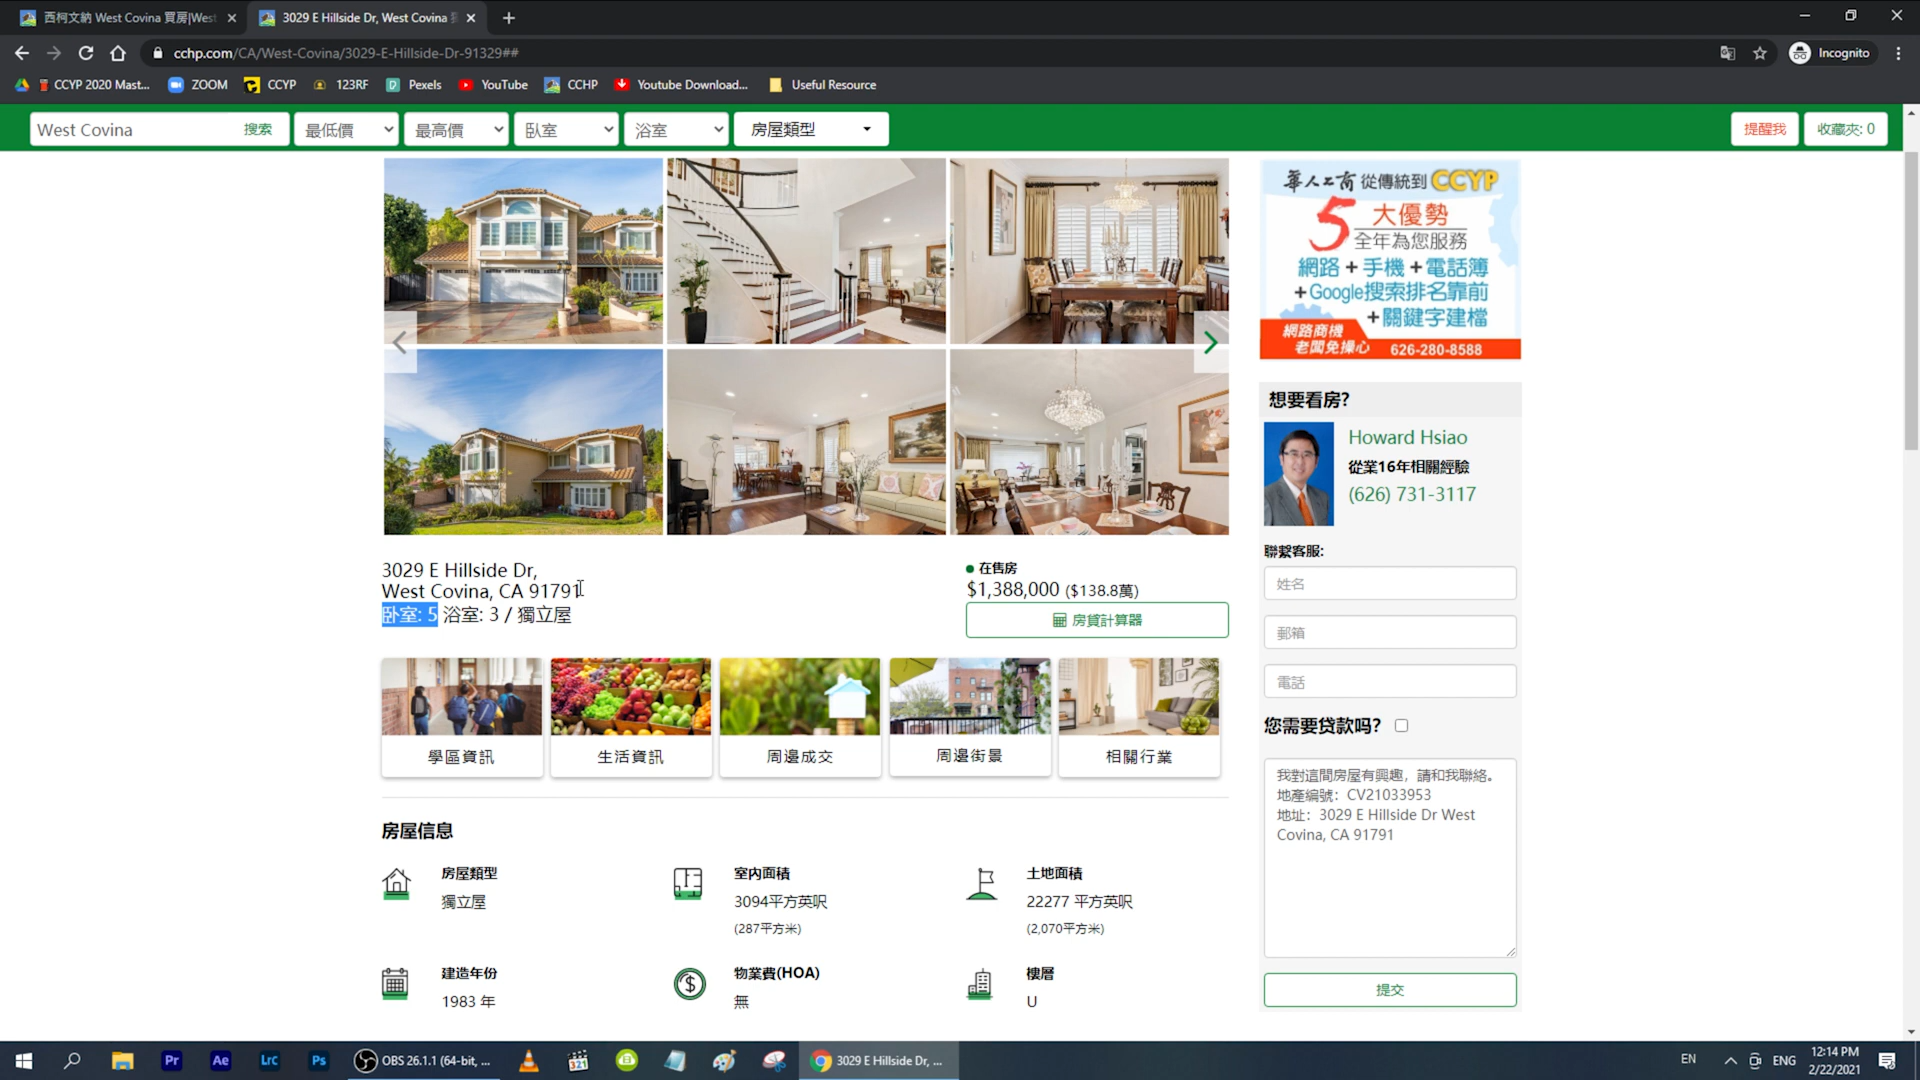 西柯文納 West Covina 買房|West
3029 E Hillside Dr, West Covina
cchp.com/CA/West-Covina/3029-E-Hillside-Dr-91329##
Incognito
CCYP 2020 Mast...
ZOOM
CCYP
123RF
Pexels
YouTube
CCHP
Youtube Download...
Useful Resource
West Covina
搜索
最低價
最高價
臥室
浴室
房屋類型
提醒我
收藏夾: 0
華人工商 從傳統到 CCYP
5 大優勢
全年為您服務
網路 + 手機 + 電話簿
+Google搜索排名靠前
+關鍵字建檔
網路商機
老闆免操心 626-280-8588
想要看房?
Howard Hsiao
從業16年相關經驗
(626) 731-3117
聯繫客服:
姓名
郵箱
電話
您需要贷款吗?
我對這間房屋有興趣，請和我聯絡。
地產編號： CV21033953
地址： 3029 E Hillside Dr West
Covina, CA 91791
提交
3029 E Hillside Dr,
West Covina, CA 91791
卧室: 5 浴室: 3 / 獨立屋
在售房
$1,388,000 ($138.8萬)
房貸計算器
學區資訊
生活資訊
周邊成交
周邊街景
相關行業
房屋信息
房屋類型
獨立屋
室內面積
3094平方英呎
(287平方米)
土地面積
22277 平方英呎
(2,070平方米)
建造年份
1983 年
物業費(HOA)
無
樓層
U
Pr
Ae
Lrc
Ps
OBS 26.1.1 (64-bit, ...
321
3029 E Hillside Dr, ...
EN
ENG
12:14 PM
2/22/2021